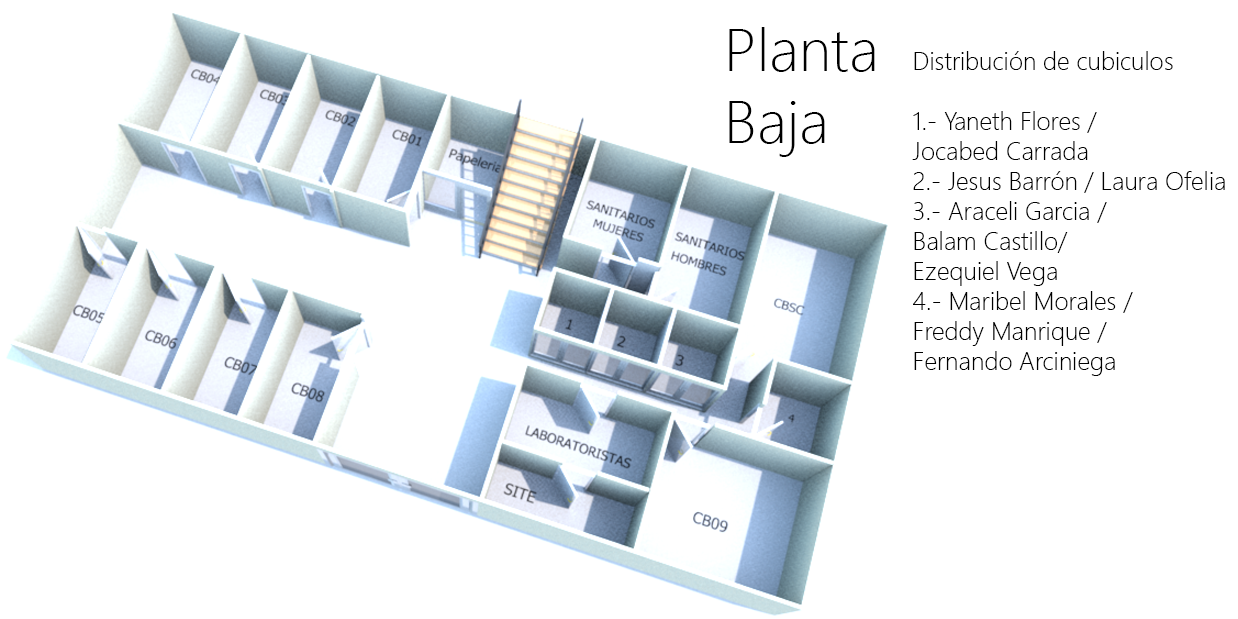 Planta
Baja
Distribución de cubiculos
1.- Yaneth Flores /
Jocabed Carrada
2.- Jesus Barrón / Laura Ofelia
3.- Araceli Garcia /
Balam Castillo/
Ezequiel Vega
4.- Maribel Morales /
Freddy Manrique /
Fernando Arciniega
CB04
CB03
CB02
CB01
Papeleria
SANITARIOS
MUJERES
SANITARIOS
HOMBRES
CBSC
CB05
CB06
CB07
CB08
1
2
3
4
LABORATORISTAS
SITE
CB09